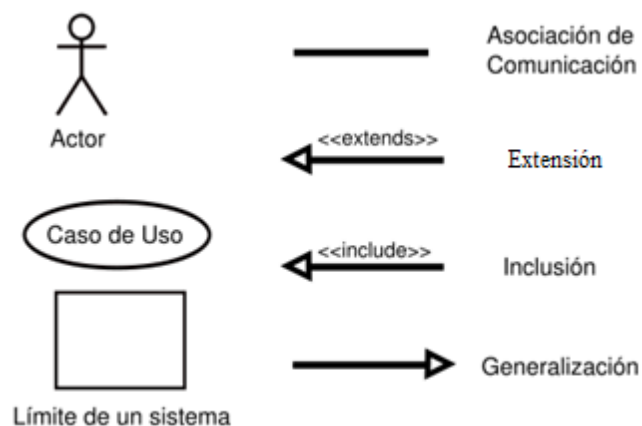 Actor
Caso de Uso
Límite de un sistema
Asociación de
Comunicación
<<extends>>
Extensión
<<include>>
Inclusión
Generalización